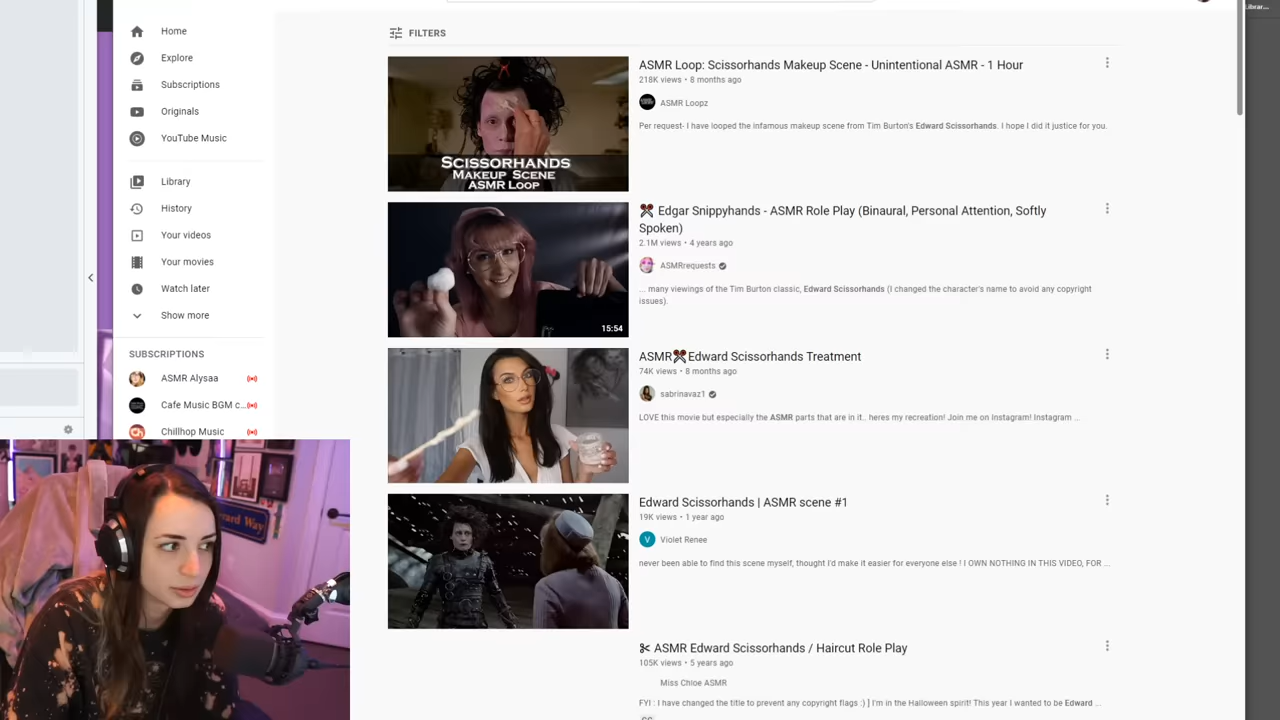 Librar...
Home
Explore
Subscriptions
Originals
YouTube Music
Library
History
Your videos
Your movies
Watch later
Show more
SUBSCRIPTIONS
ASMR Alysaa
Cafe Music BGM c...
Chillhop Music
FILTERS
SCISSORHANDS
MAKEUP SCENE
ASMR LOOP
ASMR Loop: Scissorhands Makeup Scene - Unintentional ASMR - 1 Hour
218K views • 8 months ago
ASMR Loopz
Per request- I have looped the infamous makeup scene from Tim Burton's Edward Scissorhands. I hope I did it justice for you.
15:54
Edgar Snippyhands - ASMR Role Play (Binaural, Personal Attention, Softly
Spoken)
2.1M views • 4 years ago
ASMRrequests
... many viewings of the Tim Burton classic, Edward Scissorhands (I changed the character's name to avoid any copyright
issues).
ASMR Edward Scissorhands Treatment
74K views • 8 months ago
sabrinavaz1
LOVE this movie but especially the ASMR parts that are in it.. heres my recreation! Join me on Instagram! Instagram ...
Edward Scissorhands | ASMR scene #1
19K views • 1 year ago
V
Violet Renee
never been able to find this scene myself, thought I'd make it easier for everyone else ! I OWN NOTHING IN THIS VIDEO, FOR ...
ASMR Edward Scissorhands / Haircut Role Play
105K views • 5 years ago
Miss Chloe ASMR
FYI : I have changed the title to prevent any copyright flags :) ] I'm in the Halloween spirit! This year I wanted to be Edward ...
CC